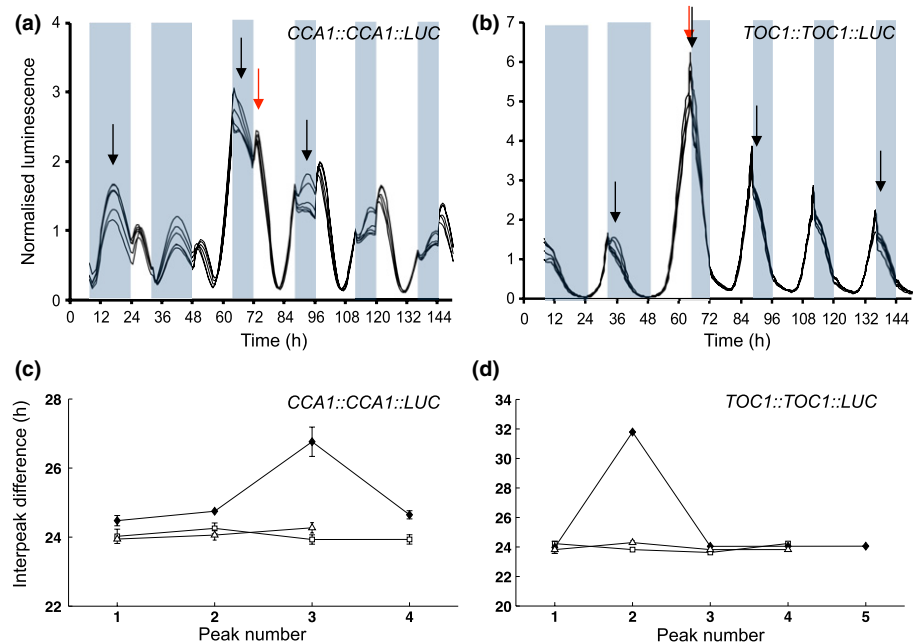 (a)
CCA1::CCA1::LUC
Normalised luminescence
4
3
2
1
0
0 12 24 36 48 60 72 84 96 108 120 132 144
Time (h)
(b)
TOC1::TOC1::LUC
7
6
5
4
3
2
1
0
0 12 24 36 48 60 72 84 96 108 120 132 144
Time (h)
(c)
CCA1::CCA1::LUC
Interpeak difference (h)
28
26
24
22
1 2 3 4
Peak number
(d)
TOC1::TOC1::LUC
34
32
30
28
26
24
22
20
1 2 3 4 5
Peak number